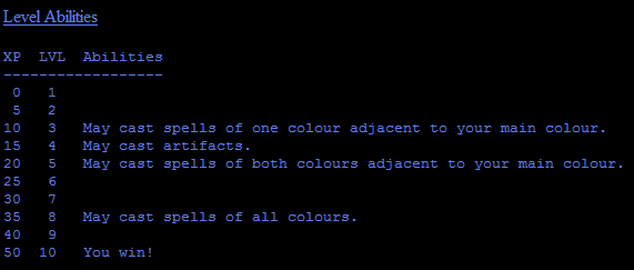 Level Abilities
XP  LVL  Abilities
------------------
 0   1
 5   2
10   3   May cast spells of one colour adjacent to your main colour.
15   4   May cast artifacts.
20   5   May cast spells of both colours adjacent to your main colour.
25   6
30   7
35   8   May cast spells of all colours.
40   9
50  10   You win!